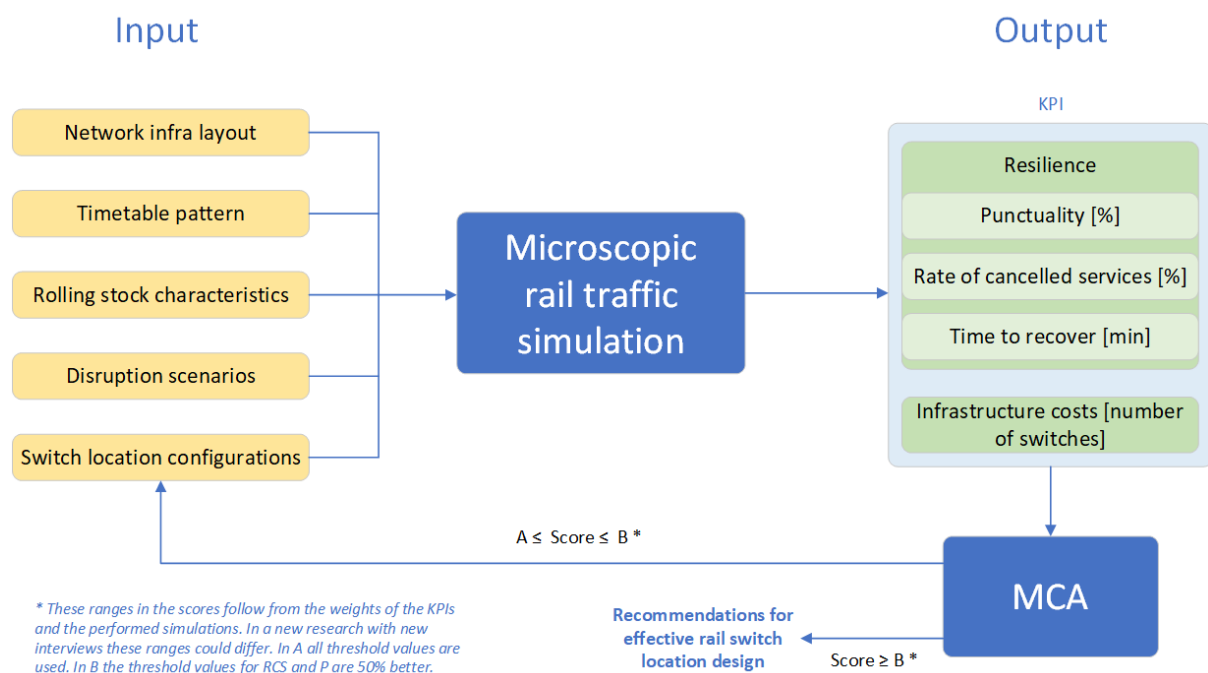 Input
Output
KPI
Network infra layout
Timetable pattern
Rolling stock characteristics
Disruption scenarios
Switch location configurations
Microscopic
rail traffic
simulation
Resilience
Punctuality [%]
Rate of cancelled services [%]
Time to recover [min]
Infrastructure costs [number
of switches]
A ≤ Score ≤ B *
MCA
Recommendations for
effective rail switch
location design
Score ≥ B *
* These ranges in the scores follow from the weights of the KPIs
and the performed simulations. In a new research with new
interviews these ranges could differ. In A all threshold values are
used. In B the threshold values for RCS and P are 50% better.